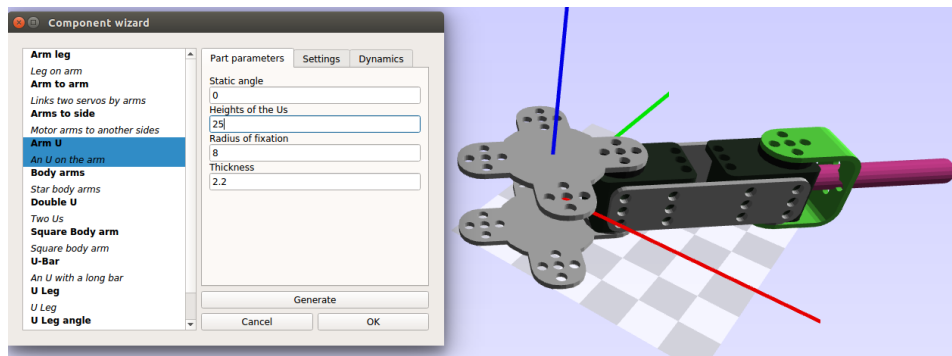 Component wizard
Arm leg
Leg on arm
Arm to arm
Links two servos by arms
Arms to side
Motor arms to another sides
Arm U
An U on the arm
Body arms
Star body arms
Double U
Two Us
Square Body arm
Square body arm
U-Bar
An U with a long bar
U Leg
U Leg
U Leg angle
Part parameters Settings Dynamics
Static angle
0
Heights of the Us
25
Radius of fixation
8
Thickness
2.2
Generate
Cancel OK